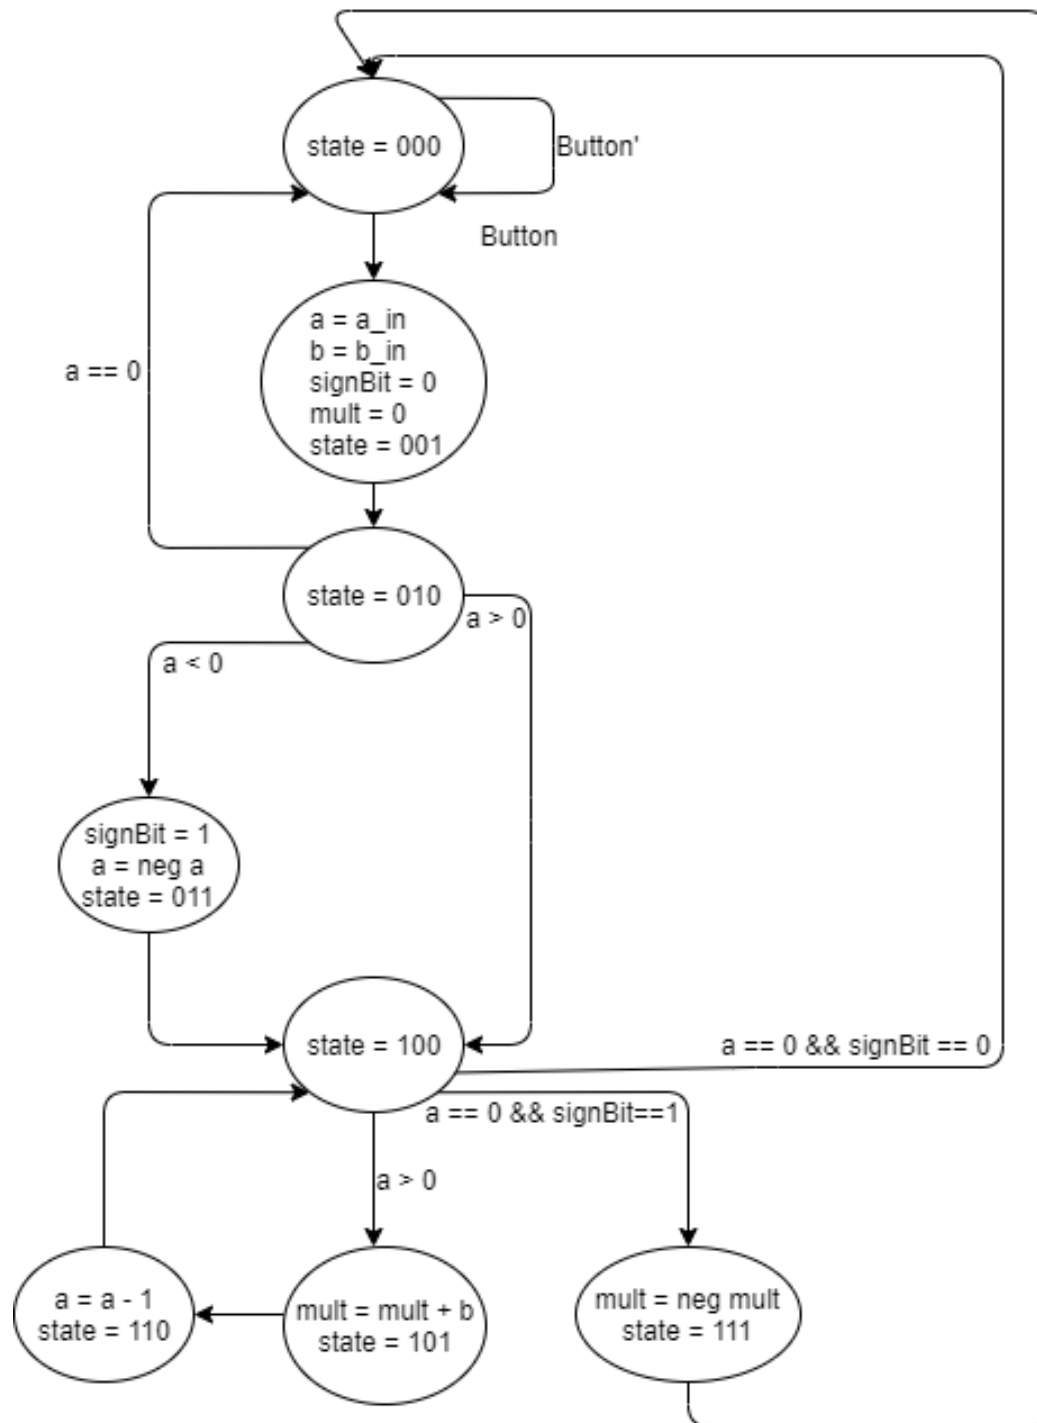 state = 000
Button'
Button
a = a_in
b = b_in
signBit = 0
mult = 0
state = 001
a == 0
state = 010
a > 0
a < 0
signBit = 1
a = neg a
state = 011
state = 100
a == 0 && signBit == 0
a == 0 && signBit==1
a > 0
a = a - 1
state = 110
mult = mult + b
state = 101
mult = neg mult
state = 111